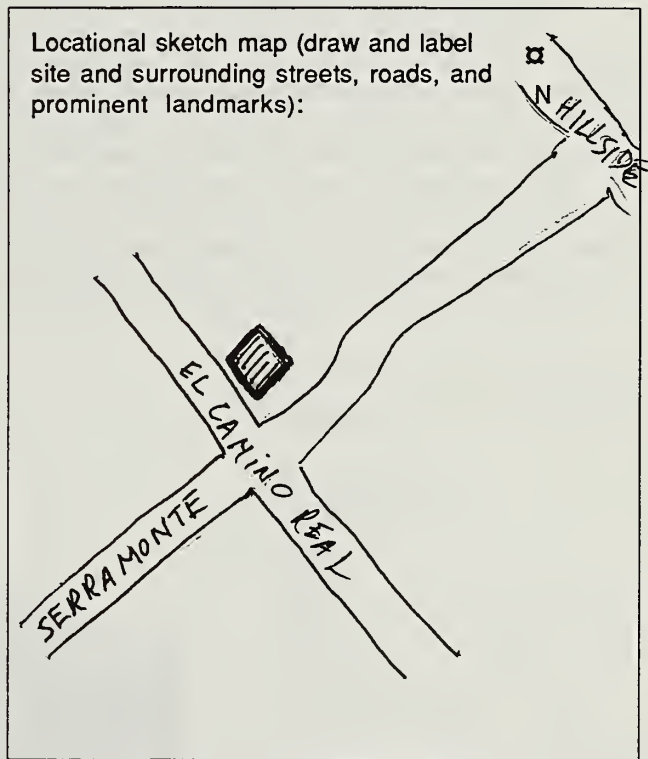 Locational sketch map (draw and label
site and surrounding streets, roads, and
prominent landmarks):
¤
N
HILLSIDE
EL CAMINO REAL
SERRAMONTE